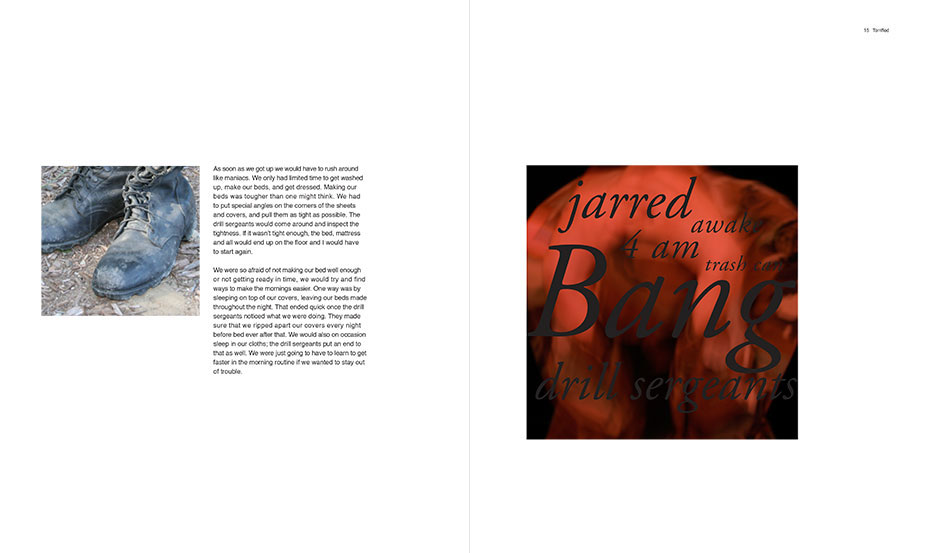 15 Terrified
As soon as we got up we would have to rush around
like maniacs. We only had limited time to get washed
up, make our beds, and get dressed. Making our
beds was tougher than one might think. We had
to put special angles on the corners of the sheets
and covers, and pull them as tight as possible. The
drill sergeants would come around and inspect the
tightness. If it wasn't tight enough, the bed, mattress
and all would end up on the floor and I would have
to start again.
We were so afraid of not making our bed well enough
or not getting ready in time, we would try and find
ways to make the mornings easier. One way was by
sleeping on top of our covers, leaving our beds made
throughout the night. That ended quick once the drill
sergeants noticed what we were doing. They made
sure that we ripped apart our covers every night
before bed ever after that. We would also on occasion
sleep in our cloths; the drill sergeants put an end to
that as well. We were just going to have to learn to get
faster in the morning routine if we wanted to stay out
of trouble.
jarred
awake
4 am
trash cans
Bang
drill sergeants